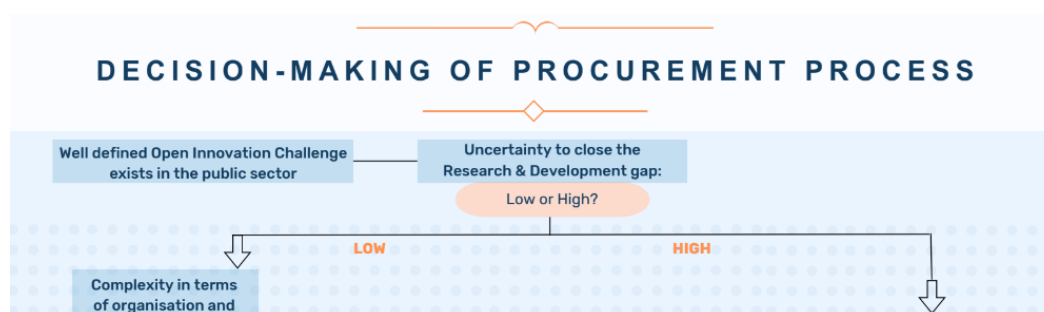 DECISION-MAKING OF PROCUREMENT PROCESS
Well defined Open Innovation Challenge
exists in the public sector
Uncertainty to close the
Research & Development gap:
Low or High?
LOW
HIGH
Complexity in terms
of organisation and